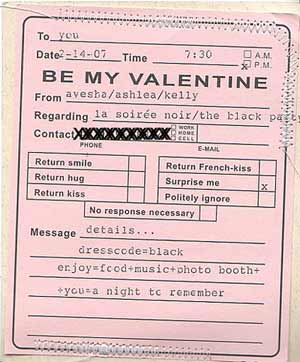 To you
Date 2-14-07 Time 7:30 A.M.
x P.M.
BE MY VALENTINE
From avesha/ashlea/kelly
Regarding la soirée noir/the black party
Contact XXXXXXXXXX WORK
HOME
CELL
PHONE E-MAIL
Return smile Return French-kiss
Return hug Surprise me x
Return kiss Politely ignore
No response necessary
Message details...
dresscode=black
enjoy=food+music+photo booth+
+you=a night to remember